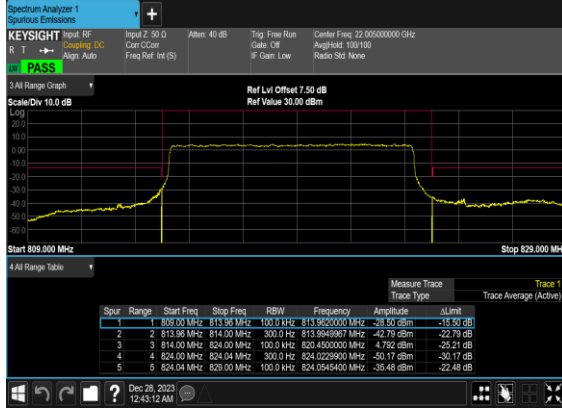 Spectrum Analyzer 1
Spurious Emissions
+
KEYSIGHT Input: RF Input Z: 50 Ω Atten: 40 dB Trig: Free Run Center Freq: 22.005000000 GHz
R T Coupling: DC Corr CCorr Gate: Off Avg|Hold: 100/100
Align: Auto Freq Ref: Int (S) IF Gain: Low Radio Std: None
PASS
3 All Range Graph
Ref Lvl Offset 7.50 dB
Scale/Div 10.0 dB Ref Value 30.00 dBm
Log
20.0
10.0
0.00
-10.0
-20.0
-30.0
-40.0
-50.0
-60.0
Start 809.000 MHz Stop 829.000 MH
4 All Range Table
Measure Trace Trace 1
Trace Type Trace Average (Active)
Spur Range Start Freq Stop Freq RBW Frequency Amplitude ΔLimit
1 1 809.00 MHz 813.96 MHz 100.0 kHz 813.9620000 MHz -28.50 dBm -15.50 dB
2 2 813.96 MHz 814.00 MHz 300.0 Hz 813.9949967 MHz -42.79 dBm -22.79 dB
3 3 814.00 MHz 824.00 MHz 100.0 kHz 820.4500000 MHz 4.792 dBm -25.21 dB
4 4 824.00 MHz 824.04 MHz 300.0 Hz 824.0229900 MHz -50.17 dBm -30.17 dB
5 5 824.04 MHz 829.00 MHz 100.0 kHz 824.0545400 MHz -35.48 dBm -22.48 dB
?
Dec 28, 2023
12:43:12 AM